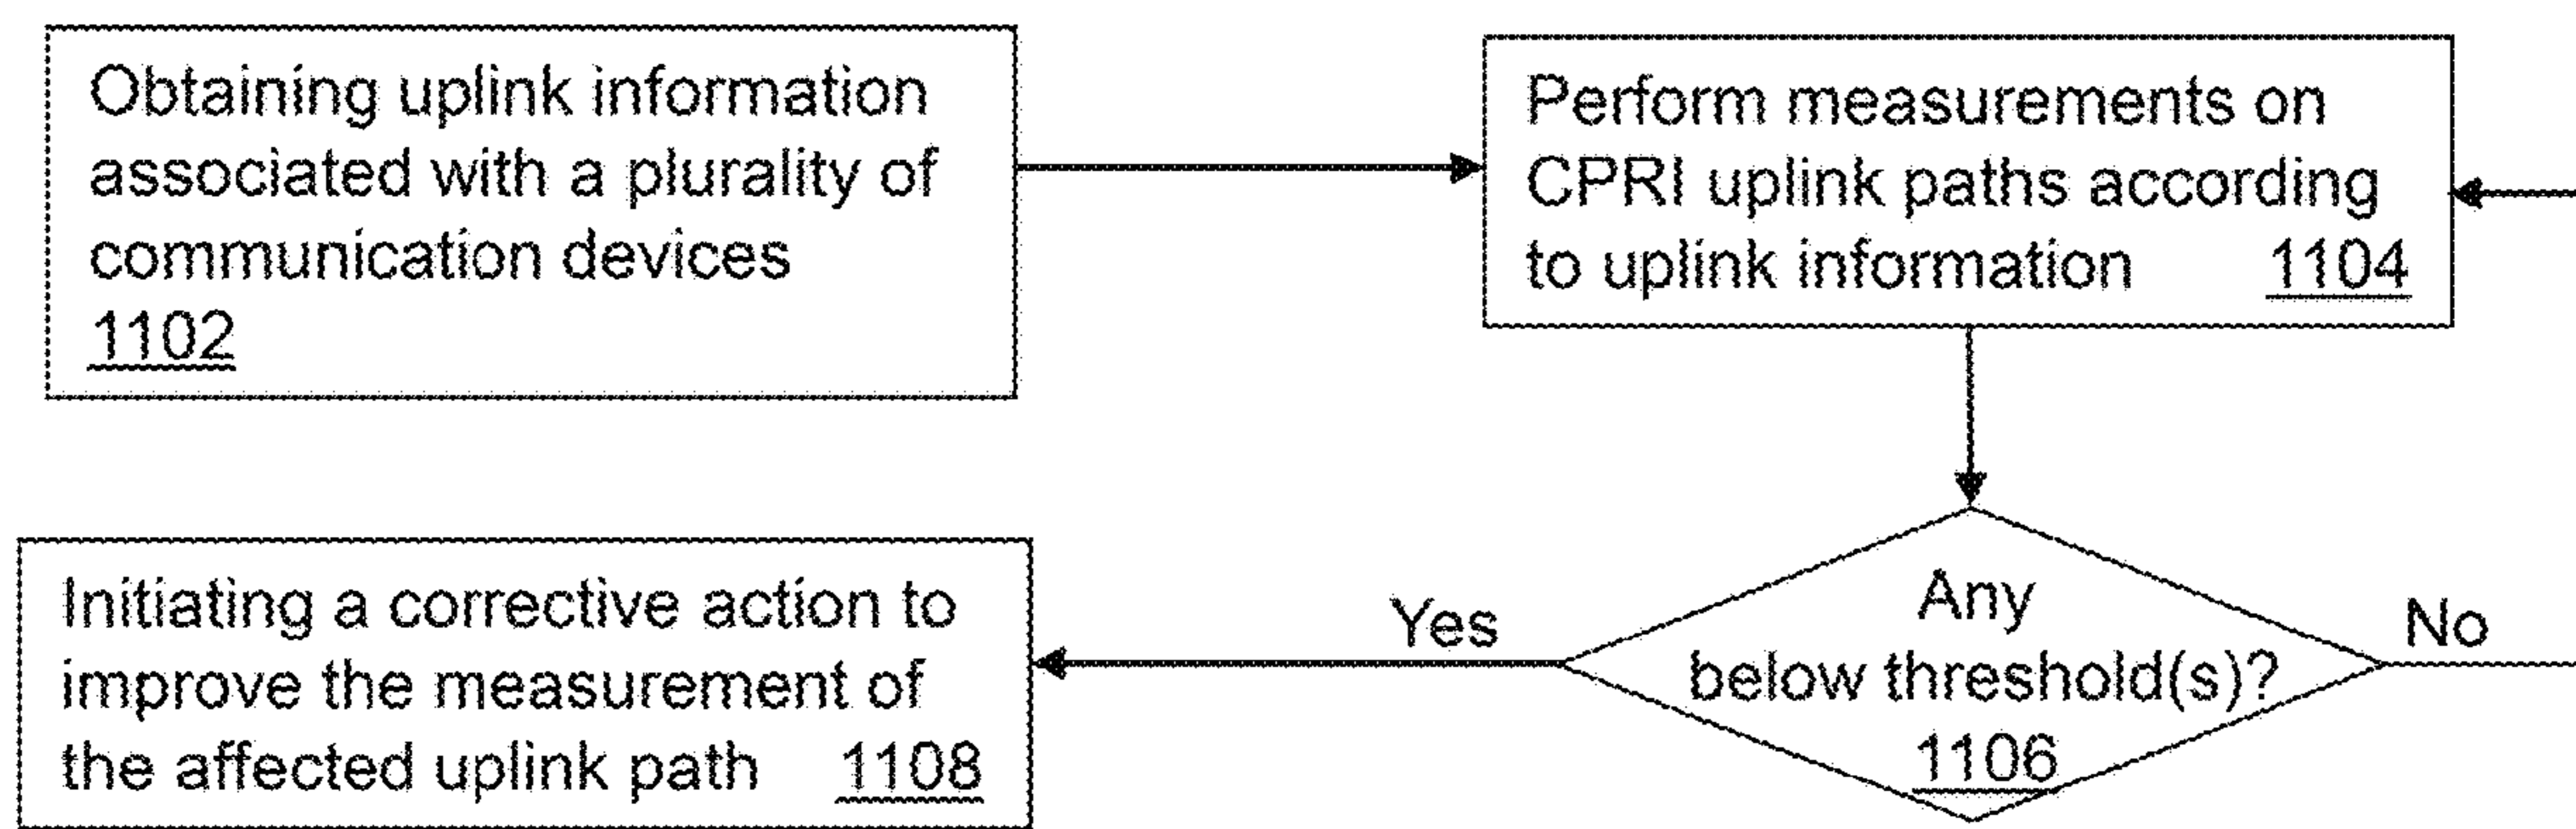 Obtaining uplink information
associated with a plurality of
communication devices
1102
Perform measurements on
CPRI uplink paths according
to uplink information 1104
Any
below threshold(s)?
1106
Yes
No
Initiating a corrective action to
improve the measurement of
the affected uplink path 1108